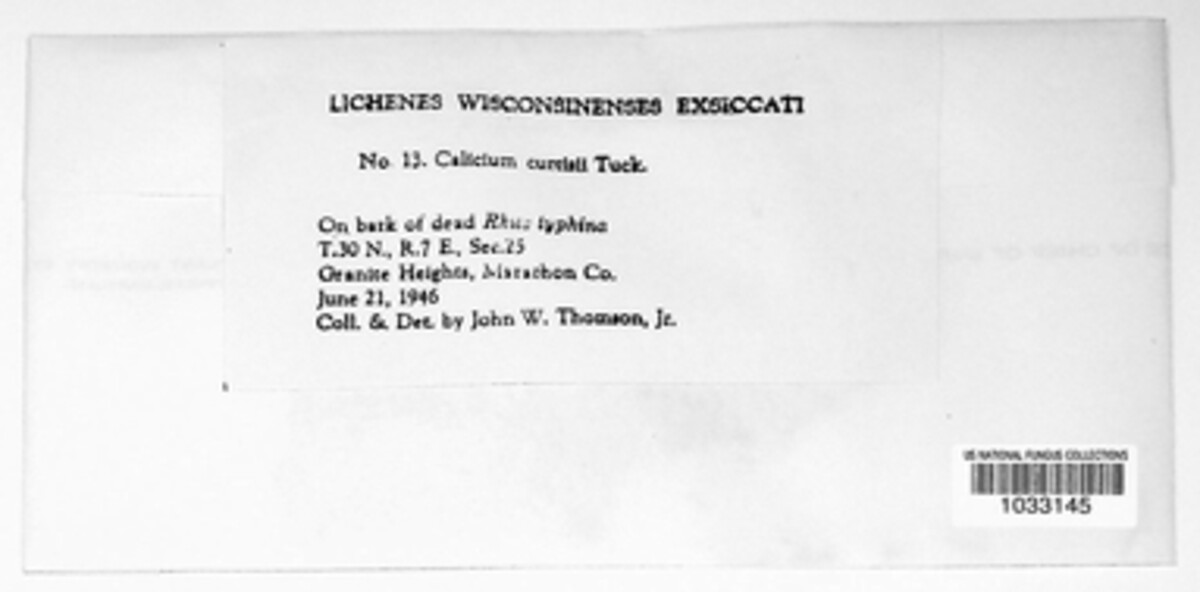 LICHENES WISCONSINENSES EXSICCATI
No. 13. Calicium curtisii Tuck.
On bark of dead Rhus typhina
T.30 N., R.7 E., Sec.25
Granite Heights, Marathon Co.
June 21, 1946
Coll. & Det. by John W. Thomson, Jr.
US NATIONAL FUNGUS COLLECTIONS
1033145